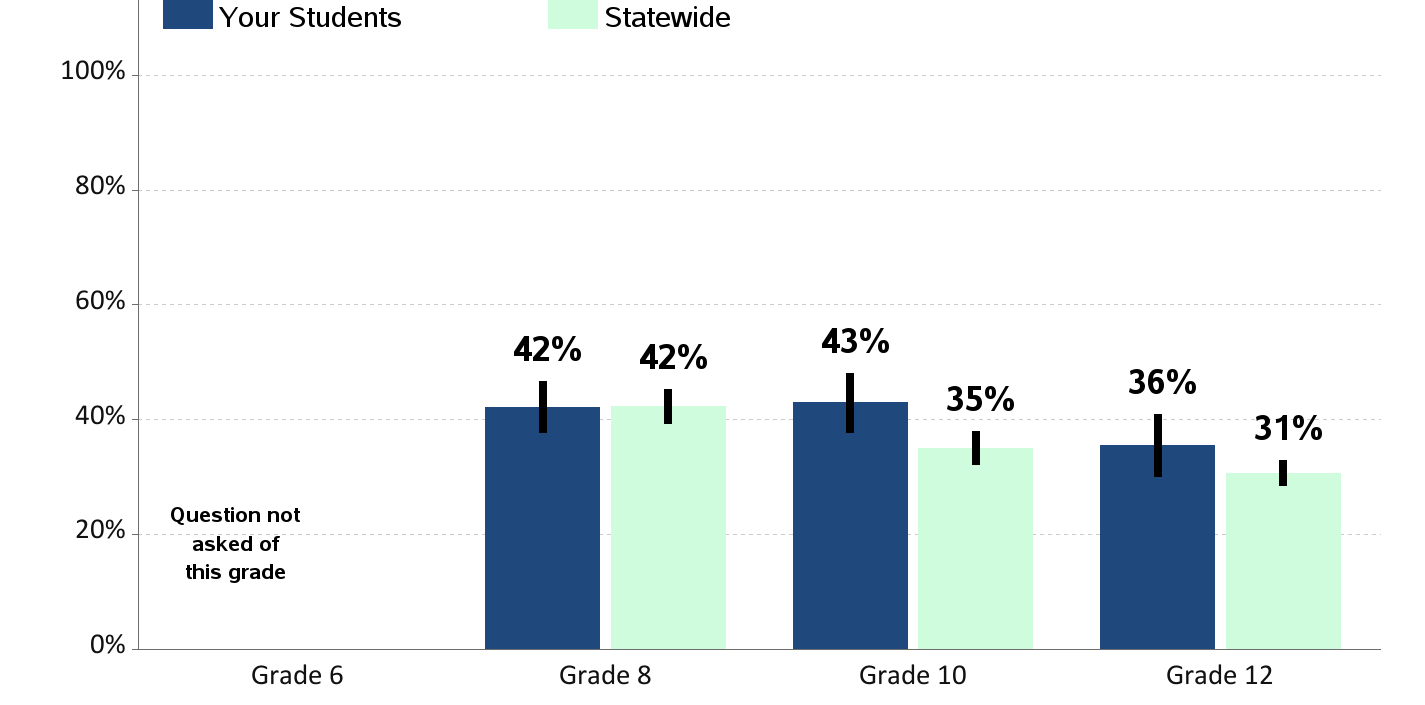 Your Students Statewide
100%
80%
60%
40%
20%
0%
42% 42% 43% 35% 36% 31%
Question not
asked of
this grade
Grade 6 Grade 8 Grade 10 Grade 12